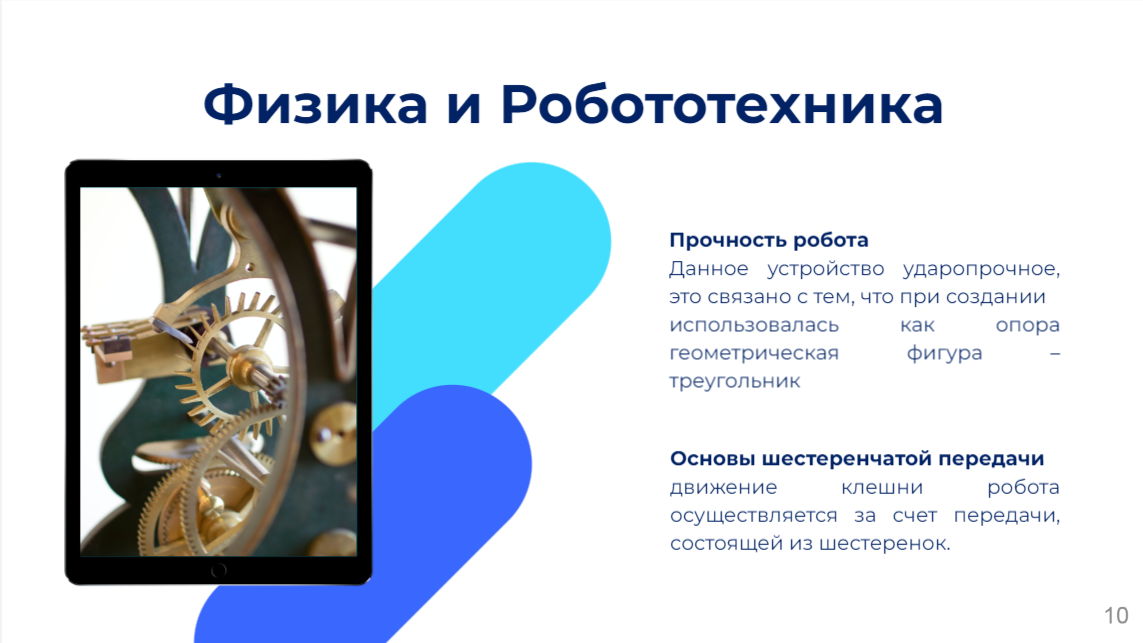 Физика и Робототехника
Прочность робота
Данное устройство ударопрочное,
это связано с тем, что при создании
использовалась как опора
геометрическая фигура –
треугольник
Основы шестеренчатой передачи
движение клешни робота
осуществляется за счет передачи,
состоящей из шестеренок.
10